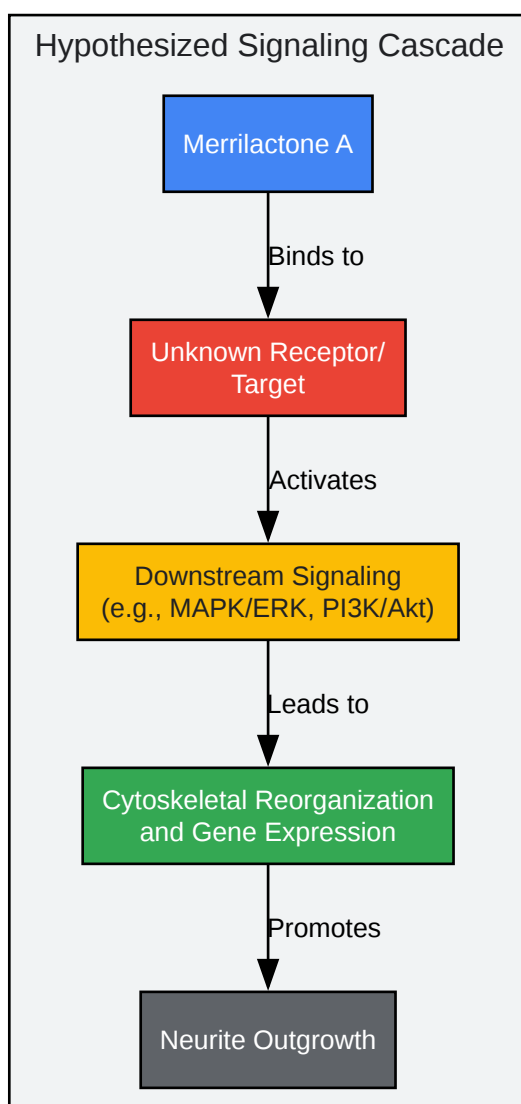 Hypothesized Signaling Cascade
Merrilactone A
Binds to
Unknown Receptor/
Target
Activates
Downstream Signaling
(e.g., MAPK/ERK, PI3K/Akt)
Leads to
Cytoskeletal Reorganization
and Gene Expression
Promotes
Neurite Outgrowth